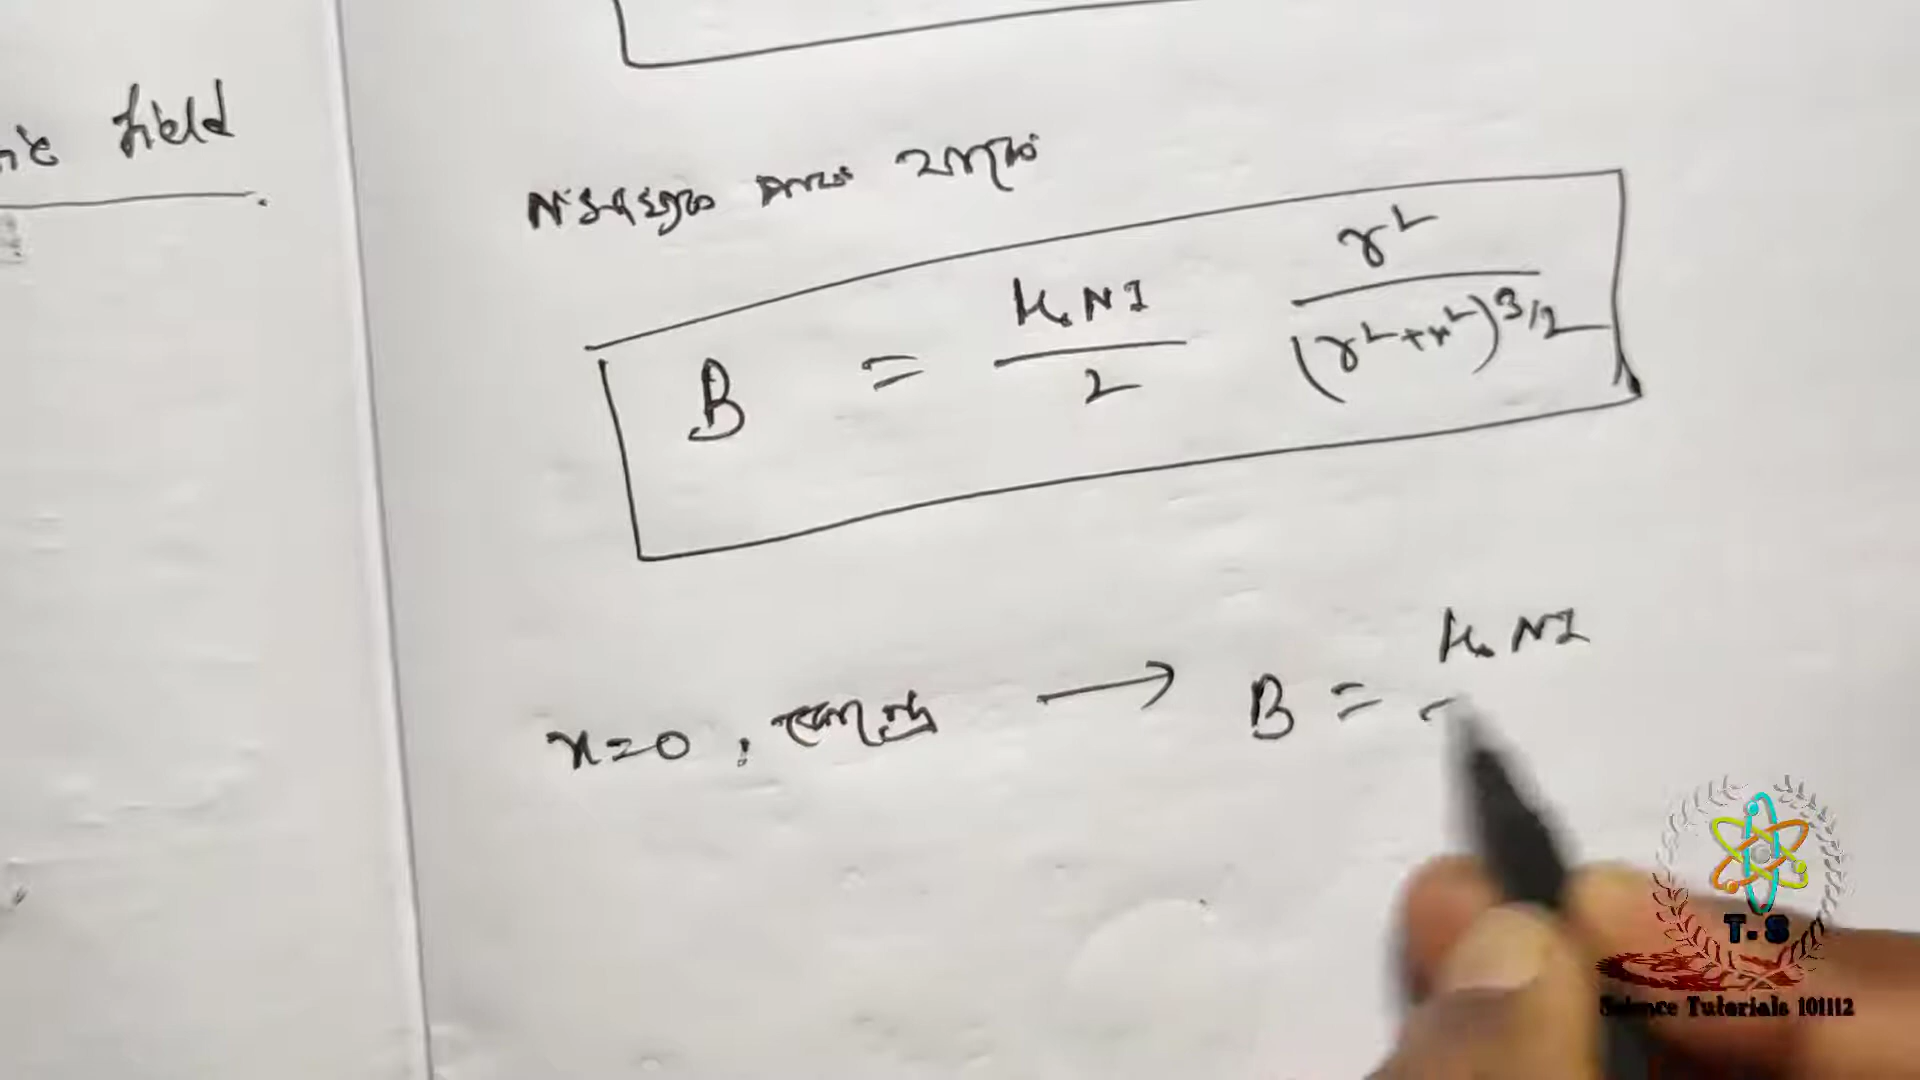 field
B = μ₀NI / 2 r² / (r²+x²)^3/2
x=0, কেন্দ্রে → B = μ₀NI
T.S
Science Tutorials 101112